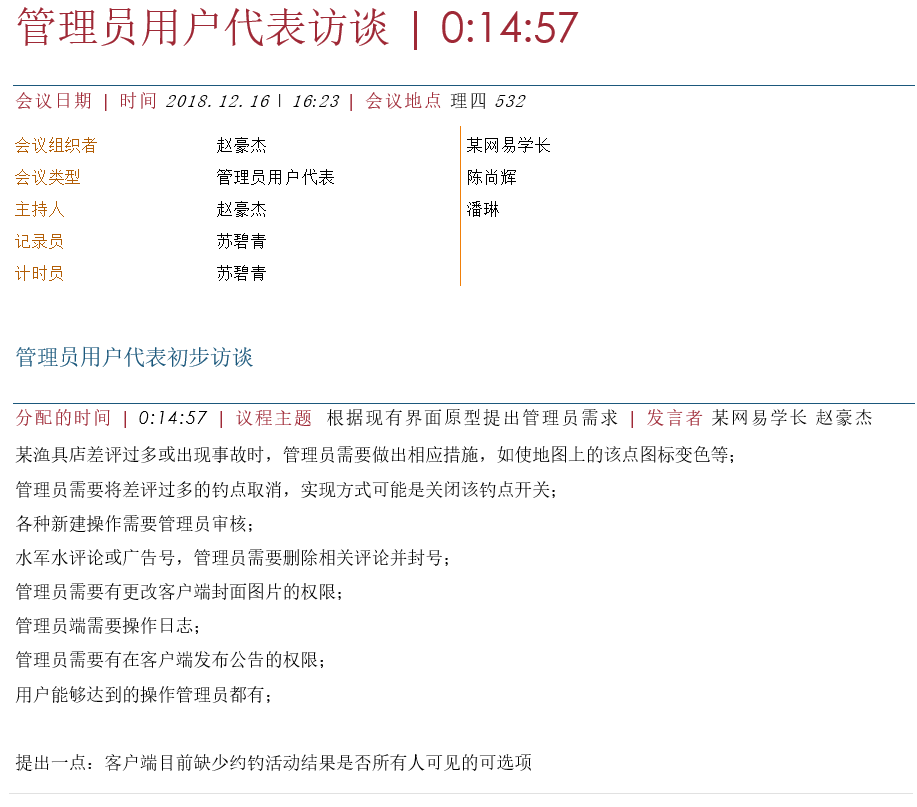 管理员用户代表访谈 | 0:14:57
会议日期 | 时间 2018.12.16 | 16:23 | 会议地点 理四 532
会议组织者 赵豪杰 某网易学长
会议类型 管理员用户代表 陈尚辉
主持人 赵豪杰 潘琳
记录员 苏碧青
计时员 苏碧青
管理员用户代表初步访谈
分配的时间 | 0:14:57 | 议程主题 根据现有界面原型提出管理员需求 | 发言者 某网易学长 赵豪杰
某渔具店差评过多或出现事故时，管理员需要做出相应措施，如使地图上的该点图标变色等；
管理员需要将差评过多的钓点取消，实现方式可能是关闭该钓点开关；
各种新建操作需要管理员审核；
水军水评论或广告号，管理员需要删除相关评论并封号；
管理员需要有更改客户端封面图片的权限；
管理员端需要操作日志；
管理员需要有在客户端发布公告的权限；
用户能够达到的操作管理员都有；
提出一点：客户端目前缺少约钓活动结果是否所有人可见的可选项